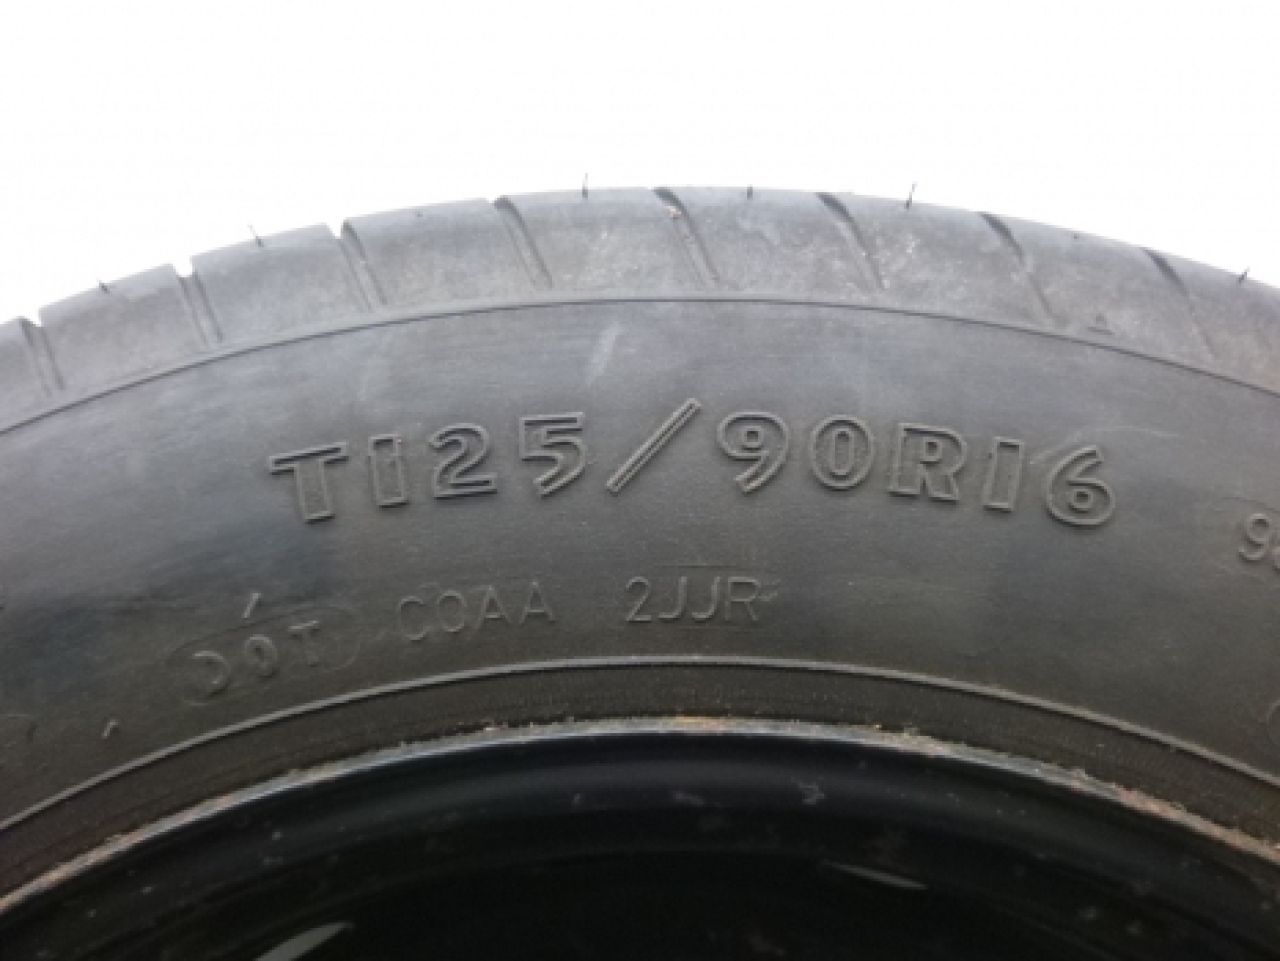 T125/90R16
DOT C0AA 2JJR